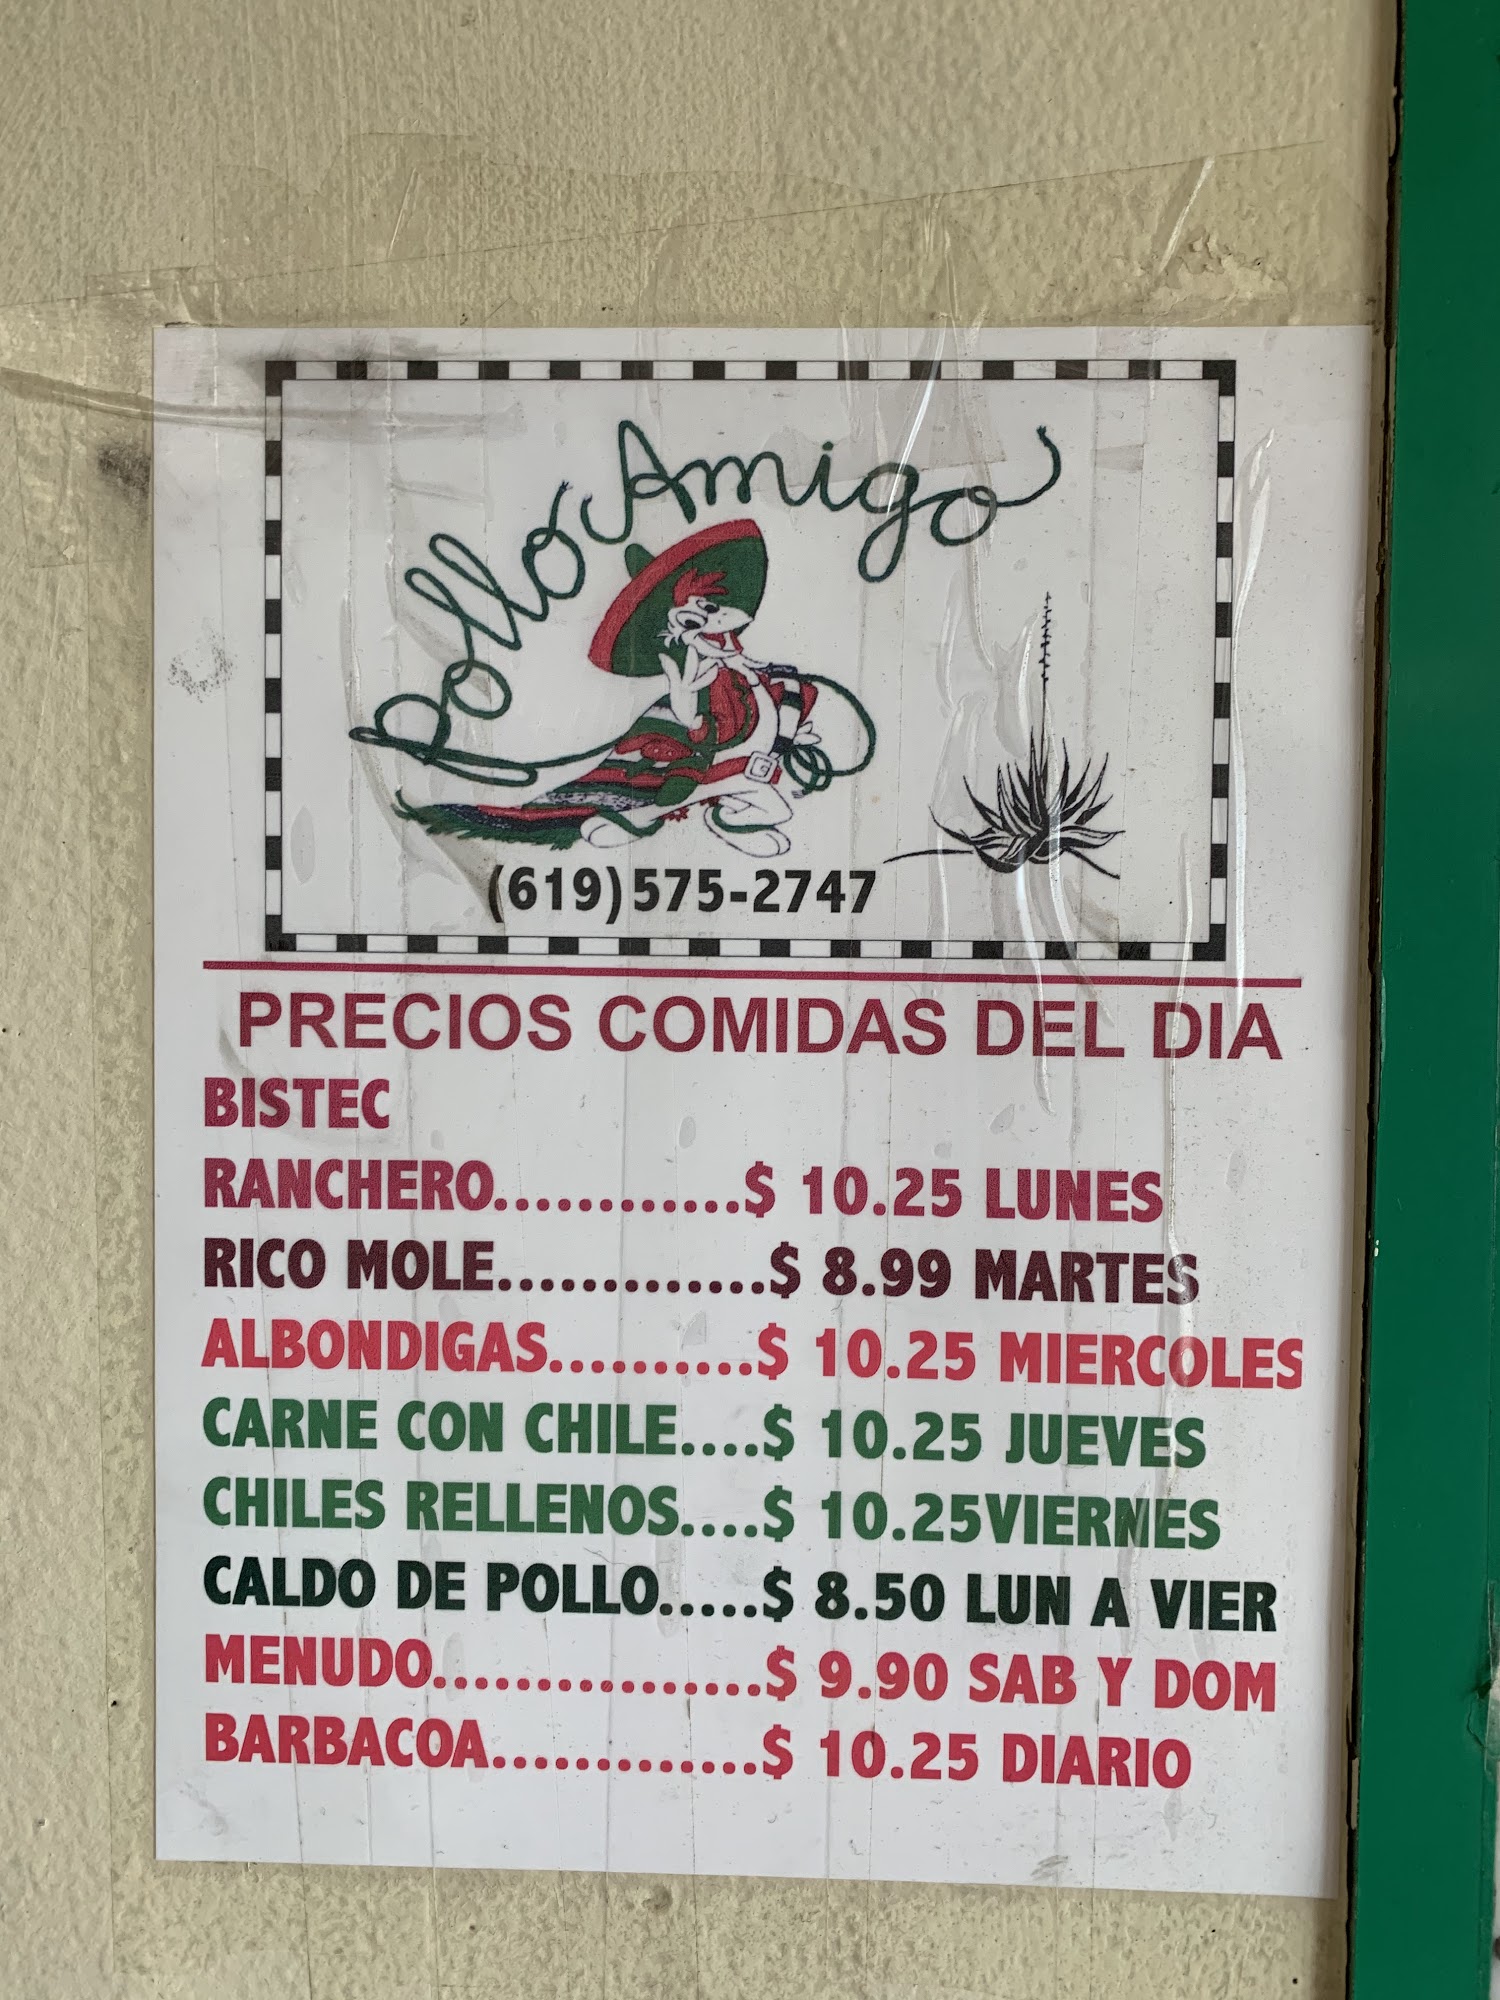 Pollo Amigo
(619)575-2747
PRECIOS COMIDAS DEL DIA
BISTEC
RANCHERO............$ 10.25 LUNES
RICO MOLE.............$ 8.99 MARTES
ALBONDIGAS..........$ 10.25 MIERCOLES
CARNE CON CHILE....$ 10.25 JUEVES
CHILES RELLENOS....$ 10.25VIERNES
CALDO DE POLLO.....$ 8.50 LUN A VIER
MENUDO................$ 9.90 SAB Y DOM
BARBACOA.............$ 10.25 DIARIO